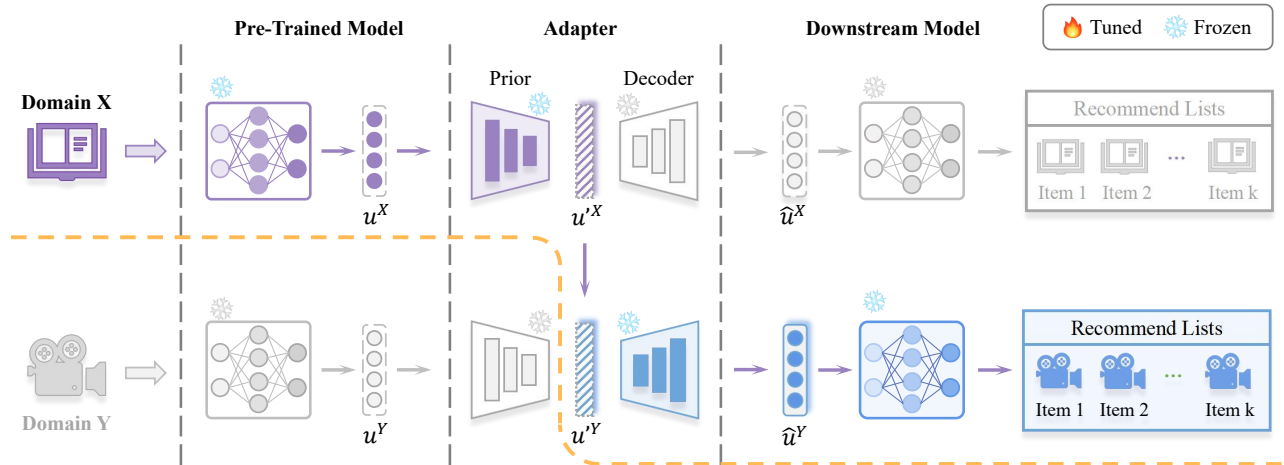 Pre-Trained Model
Adapter
Downstream Model
Tuned
Frozen
Domain X
Prior
Decoder
Recommend Lists
Item 1
Item 2
...
Item k
u^X
u'^X
û^X
Domain Y
Recommend Lists
Item 1
Item 2
...
Item k
u^Y
u'^Y
û^Y